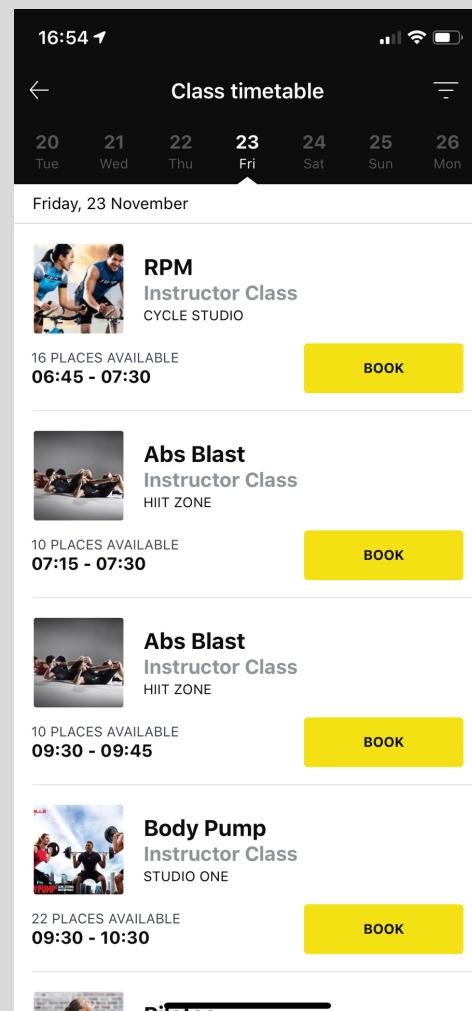 16:54
Class timetable
20 21 22 23 24 25 26
Tue Wed Thu Fri Sat Sun Mon
Friday, 23 November
RPM
Instructor Class
CYCLE STUDIO
16 PLACES AVAILABLE
06:45 - 07:30
BOOK
Abs Blast
Instructor Class
HIIT ZONE
10 PLACES AVAILABLE
07:15 - 07:30
BOOK
Abs Blast
Instructor Class
HIIT ZONE
10 PLACES AVAILABLE
09:30 - 09:45
BOOK
Body Pump
Instructor Class
STUDIO ONE
22 PLACES AVAILABLE
09:30 - 10:30
BOOK